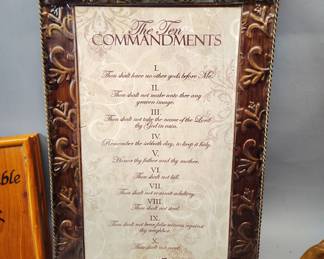 The Ten
COMMANDMENTS
I.
Thou shalt have no other gods before Me.
II.
Thou shalt not make unto thee any
graven image.
III.
Thou shalt not take the name of the Lord
thy God in vain.
IV.
Remember the sabbath day, to keep it holy.
V.
Honor thy father and thy mother.
VI.
Thou shalt not kill.
VII.
Thou shalt not commit adultery.
VIII.
Thou shalt not steal.
IX.
Thou shalt not bear false witness against
thy neighbor.
X.
Thou shalt not covet.
ble